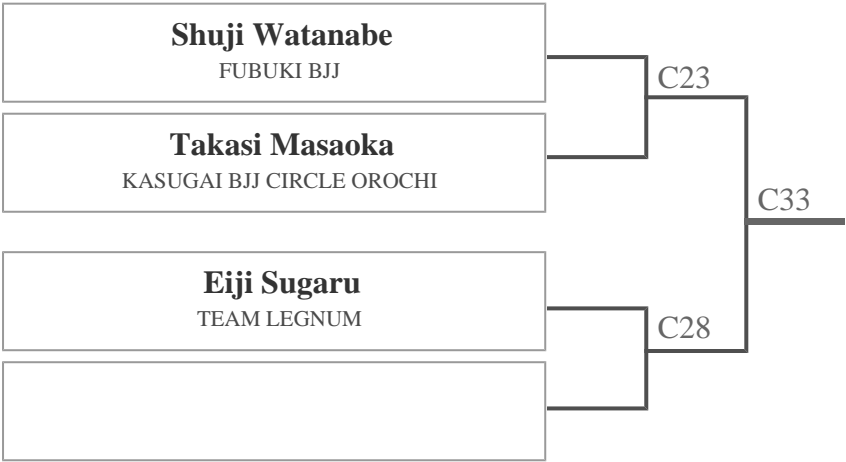 Shuji Watanabe
FUBUKI BJJ
C23
Takasi Masaoka
KASUGAI BJJ CIRCLE OROCHI
C33
Eiji Sugaru
TEAM LEGNUM
C28